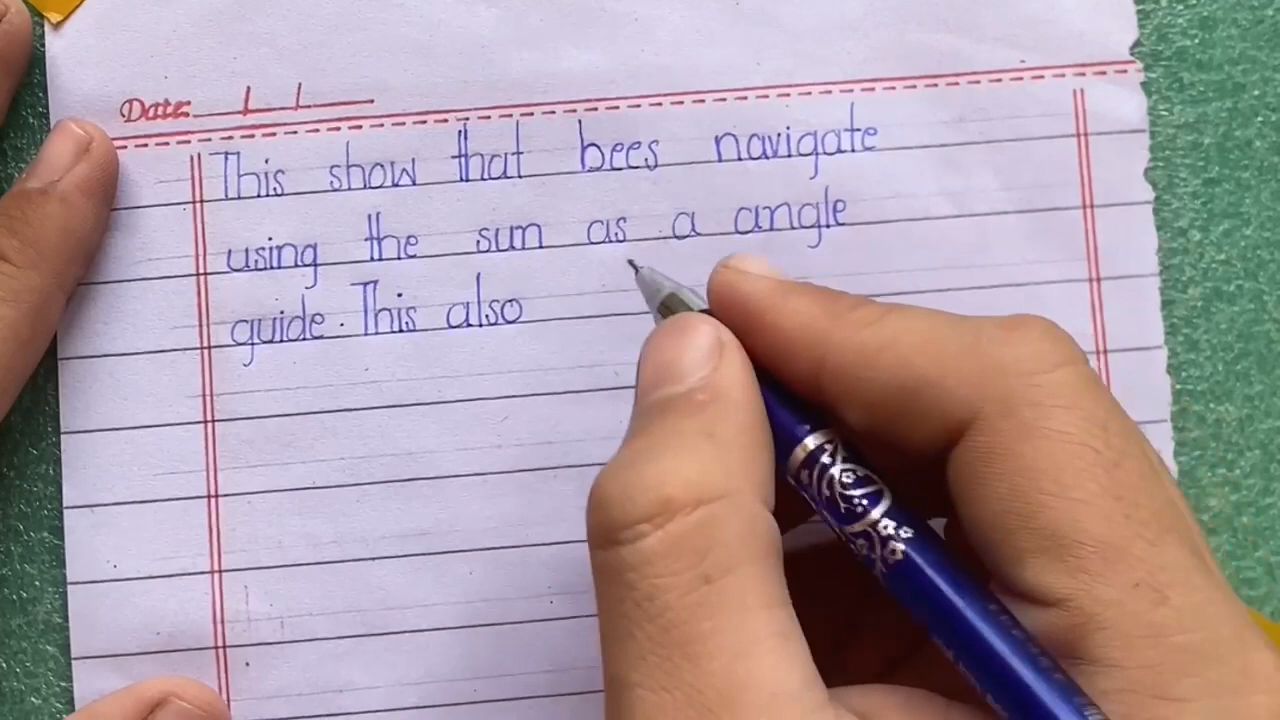 Date: / /
This show that bees navigate
using the sun as a angle
guide. This also